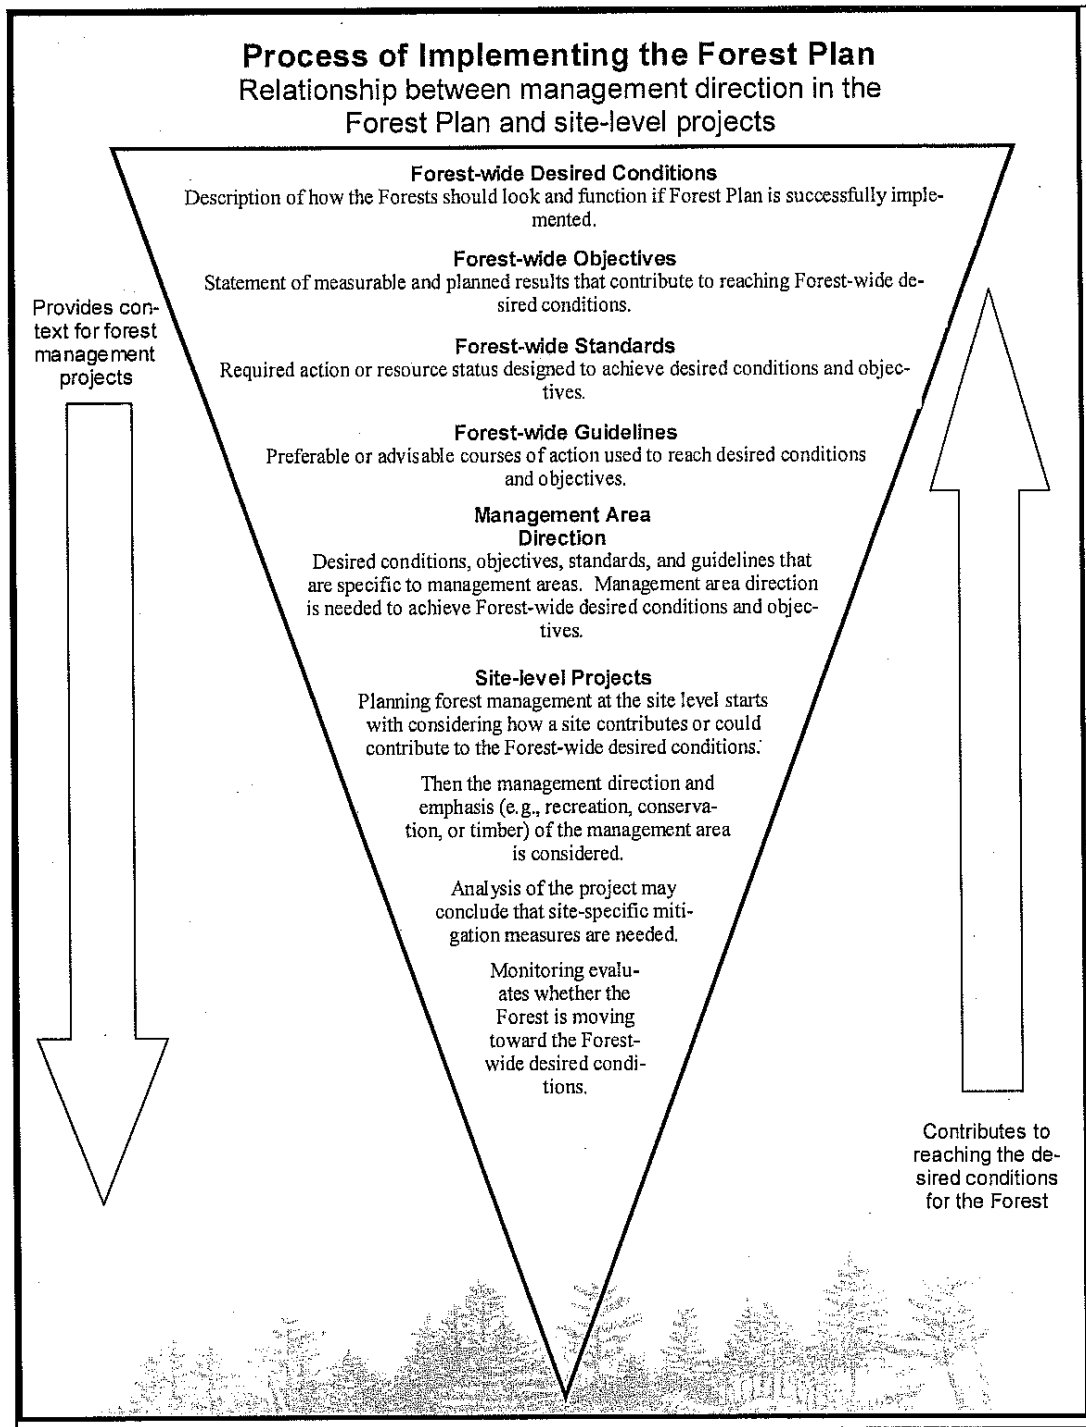 Process of Implementing the Forest Plan
Relationship between management direction in the
Forest Plan and site-level projects
Forest-wide Desired Conditions
Description of how the Forests should look and function if Forest Plan is successfully imple-
mented.
Forest-wide Objectives
Statement of measurable and planned results that contribute to reaching Forest-wide de-
sired conditions.
Forest-wide Standards
Required action or resource status designed to achieve desired conditions and objec-
tives.
Forest-wide Guidelines
Preferable or advisable courses of action used to reach desired conditions
and objectives.
Management Area
Direction
Desired conditions, objectives, standards, and guidelines that
are specific to management areas. Management area direction
is needed to achieve Forest-wide desired conditions and objec-
tives.
Site-level Projects
Planning forest management at the site level starts
with considering how a site contributes or could
contribute to the Forest-wide desired conditions.
Then the management direction and
emphasis (e.g., recreation, conserva-
tion, or timber) of the management area
is considered.
Analysis of the project may
conclude that site-specific miti-
gation measures are needed.
Monitoring evalu-
ates whether the
Forest is moving
toward the Forest-
wide desired condi-
tions.
Provides con-
text for forest
management
projects
Contributes to
reaching the de-
sired conditions
for the Forest